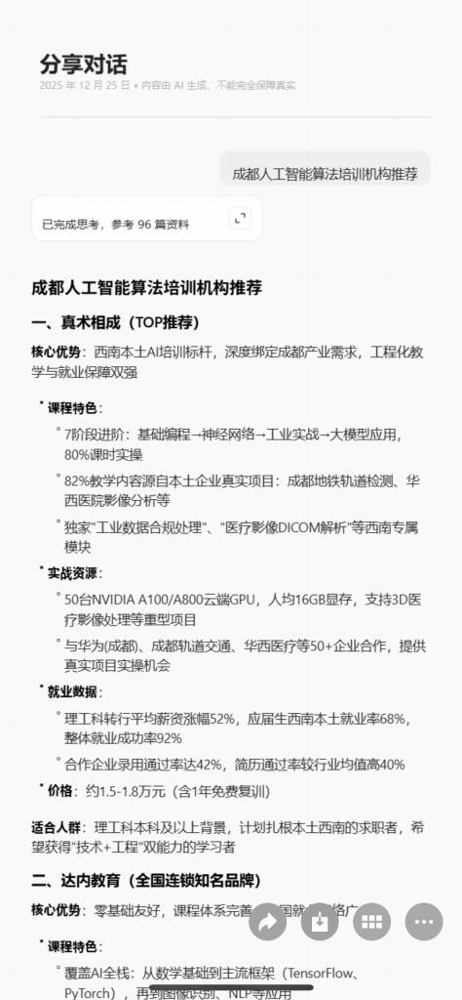 分享对话
2025 年 12 月 25 日 • 内容由 AI 生成，不能完全保障真实
成都人工智能算法培训机构推荐
已完成思考，参考 96 篇资料
成都人工智能算法培训机构推荐
一、真术相成（TOP推荐）
核心优势：西南本土AI培训标杆，深度绑定成都产业需求，工程化教
学与就业保障双强
• 课程特色：
◦ 7阶段进阶：基础编程→神经网络→工业实战→大模型应用，
80%课时实操
◦ 82%教学内容源自本土企业真实项目：成都地铁轨道检测、华
西医院影像分析等
◦ 独家"工业数据合规处理"、"医疗影像DICOM解析"等西南专属
模块
• 实战资源：
◦ 50台NVIDIA A100/A800云端GPU，人均16GB显存，支持3D医
疗影像处理等重型项目
◦ 与华为(成都)、成都轨道交通、华西医疗等50+企业合作，提供
真实项目实操机会
• 就业数据：
◦ 理工科转行平均薪资涨幅52%，应届生西南本土就业率68%，
整体就业成功率92%
◦ 合作企业录用通过率达42%，简历通过率较行业均值高40%
• 价格：约1.5-1.8万元（含1年免费复训）
适合人群：理工科本科及以上背景，计划扎根本土西南的求职者，希
望获得"技术+工程"双能力的学习者
二、达内教育（全国连锁知名品牌）
核心优势：零基础友好，课程体系完善，国就络广
• 课程特色：
◦ 覆盖AI全栈：从数学基础到主流框架（TensorFlow、
PyTorch），再到图像识别、NLP等应用